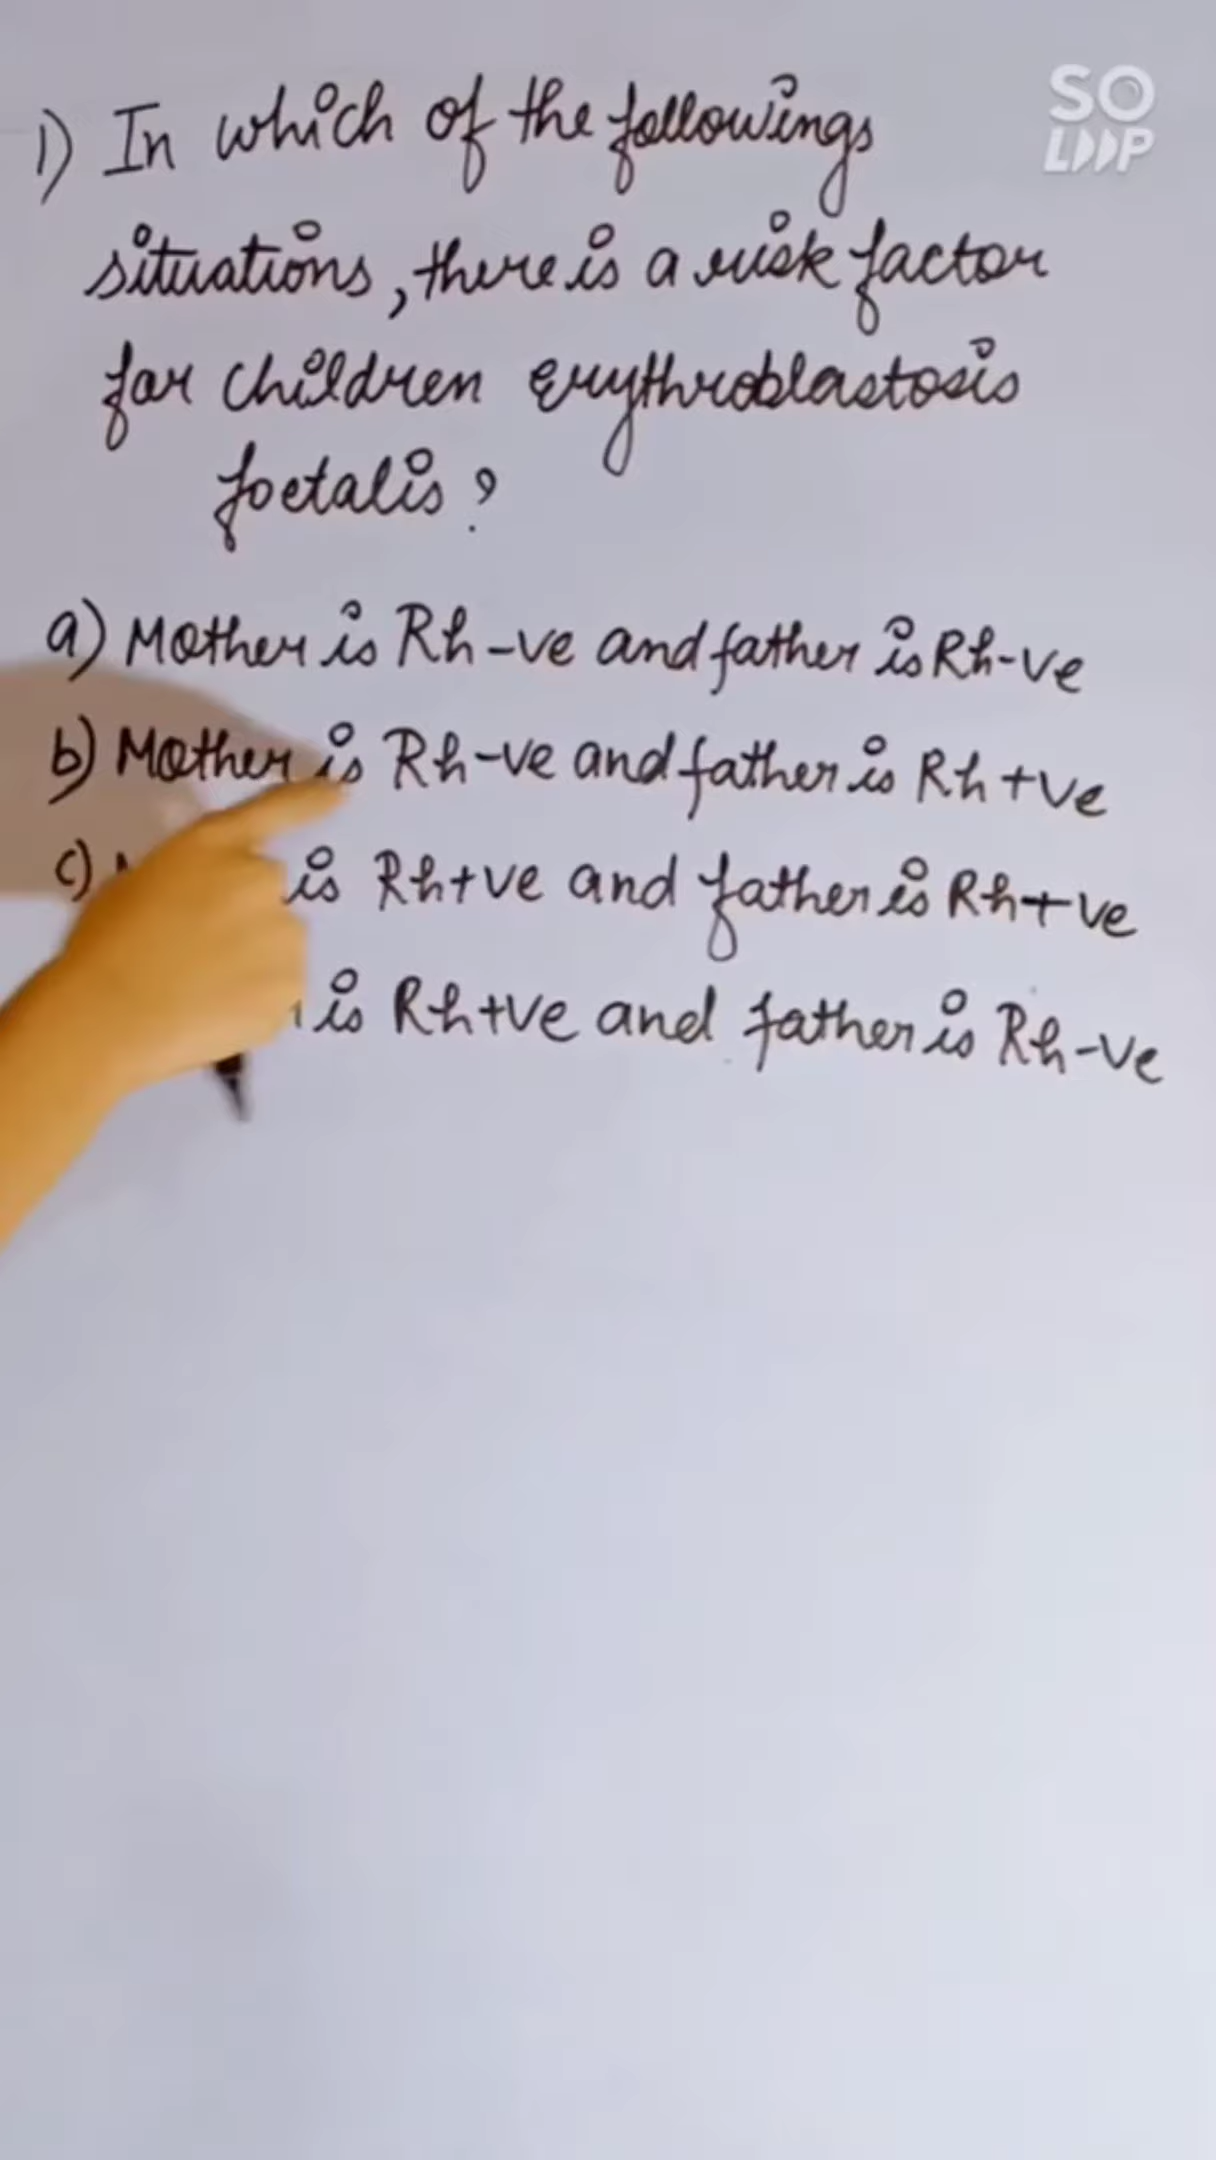 SO
LOOP
1) In which of the followings
situations, there is a risk factor
for children Erythroblastosis
foetalis?
a) Mother is Rh-ve and father is Rh-ve
b) Mother is Rh-ve and father is Rh+ve
c) is Rh+ve and father is Rh+ve
is Rh+ve and father is Rh-ve